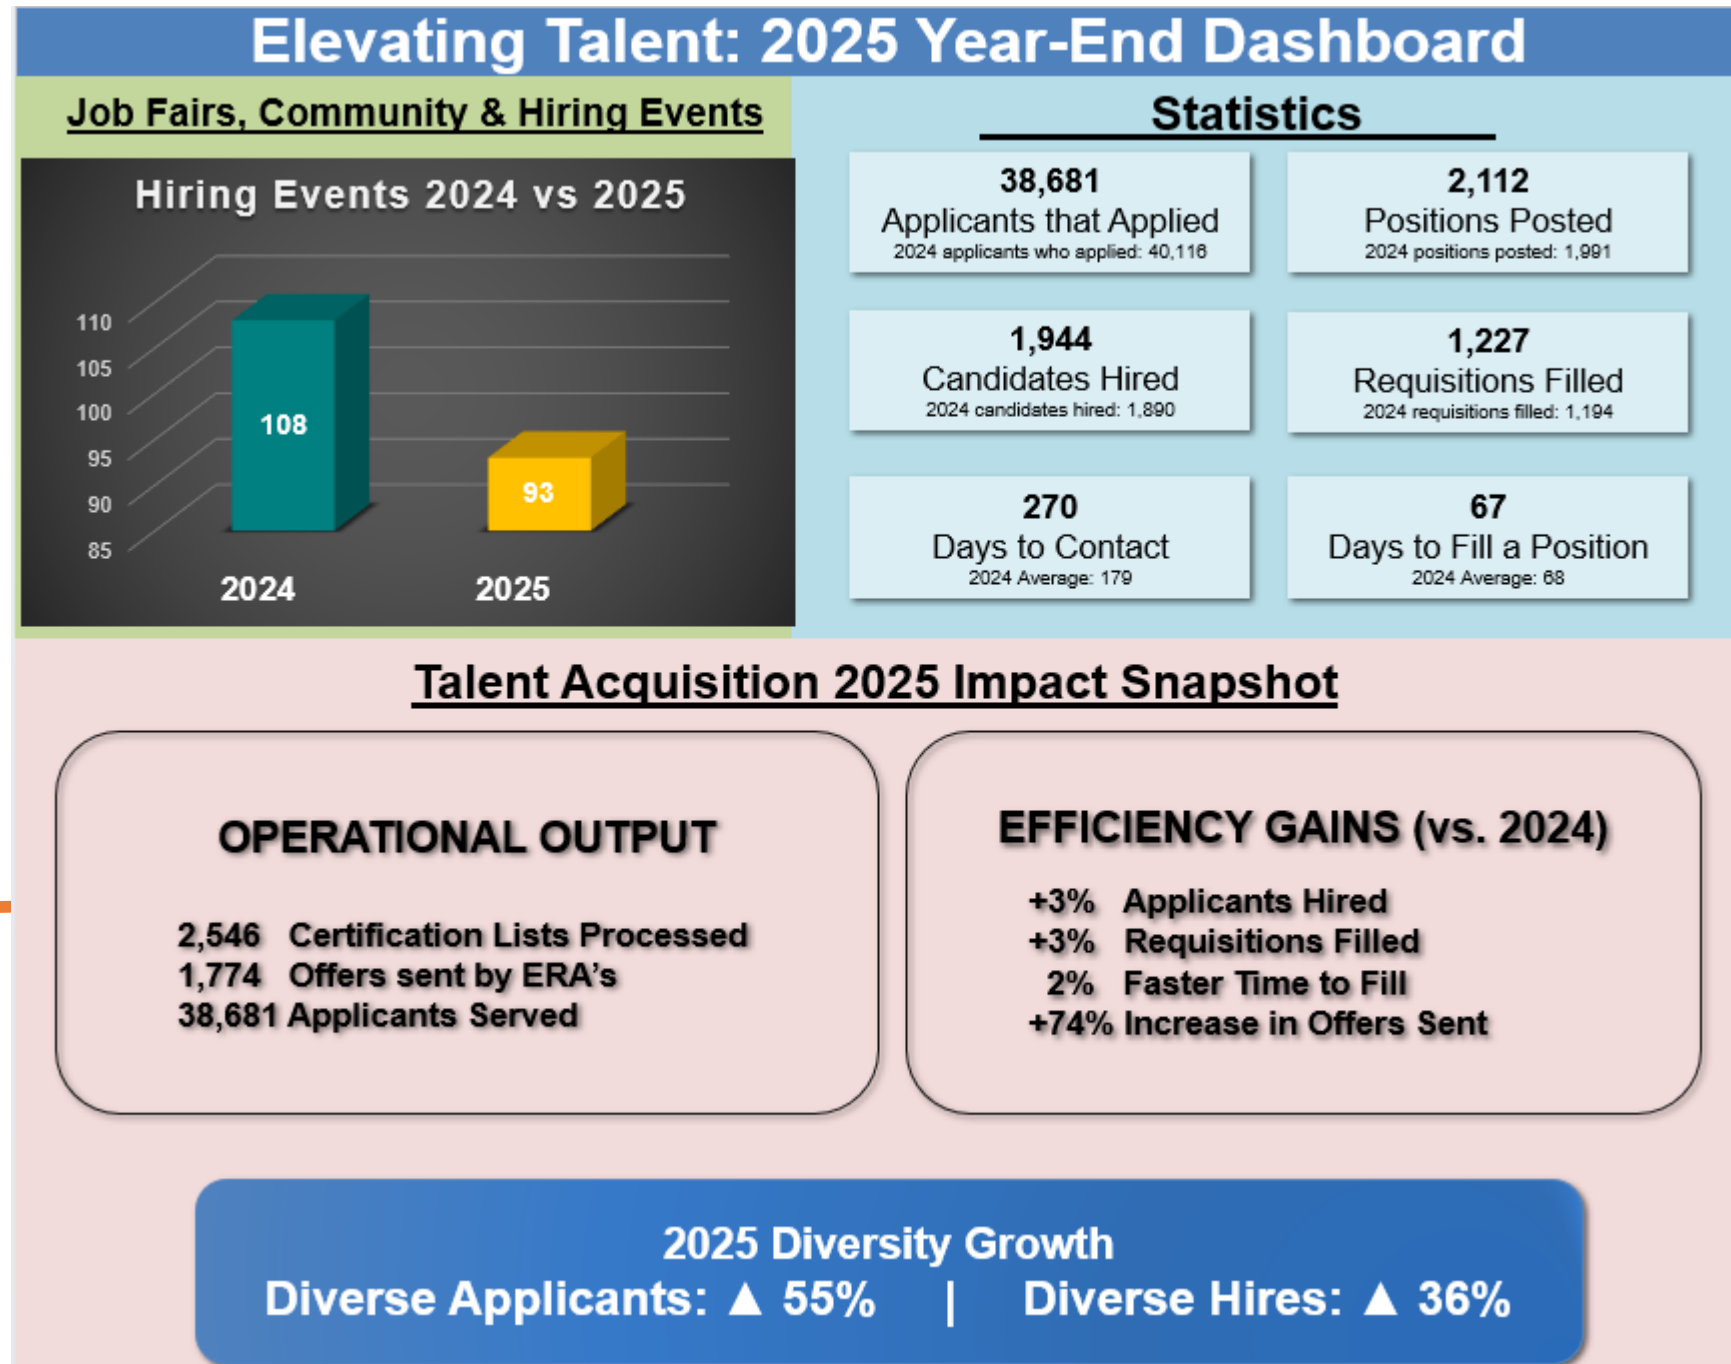 Elevating Talent: 2025 Year-End Dashboard
Job Fairs, Community & Hiring Events
Hiring Events 2024 vs 2025
110
105
100
95
90
85
108
93
2024
2025
Statistics
38,681
Applicants that Applied
2024 applicants who applied: 40,116
2,112
Positions Posted
2024 positions posted: 1,991
1,944
Candidates Hired
2024 candidates hired: 1,890
1,227
Requisitions Filled
2024 requisitions filled: 1,194
270
Days to Contact
2024 Average: 179
67
Days to Fill a Position
2024 Average: 68
Talent Acquisition 2025 Impact Snapshot
OPERATIONAL OUTPUT
2,546 Certification Lists Processed
1,774 Offers sent by ERA's
38,681 Applicants Served
EFFICIENCY GAINS (vs. 2024)
+3% Applicants Hired
+3% Requisitions Filled
2% Faster Time to Fill
+74% Increase in Offers Sent
2025 Diversity Growth
Diverse Applicants: ▲ 55% | Diverse Hires: ▲ 36%